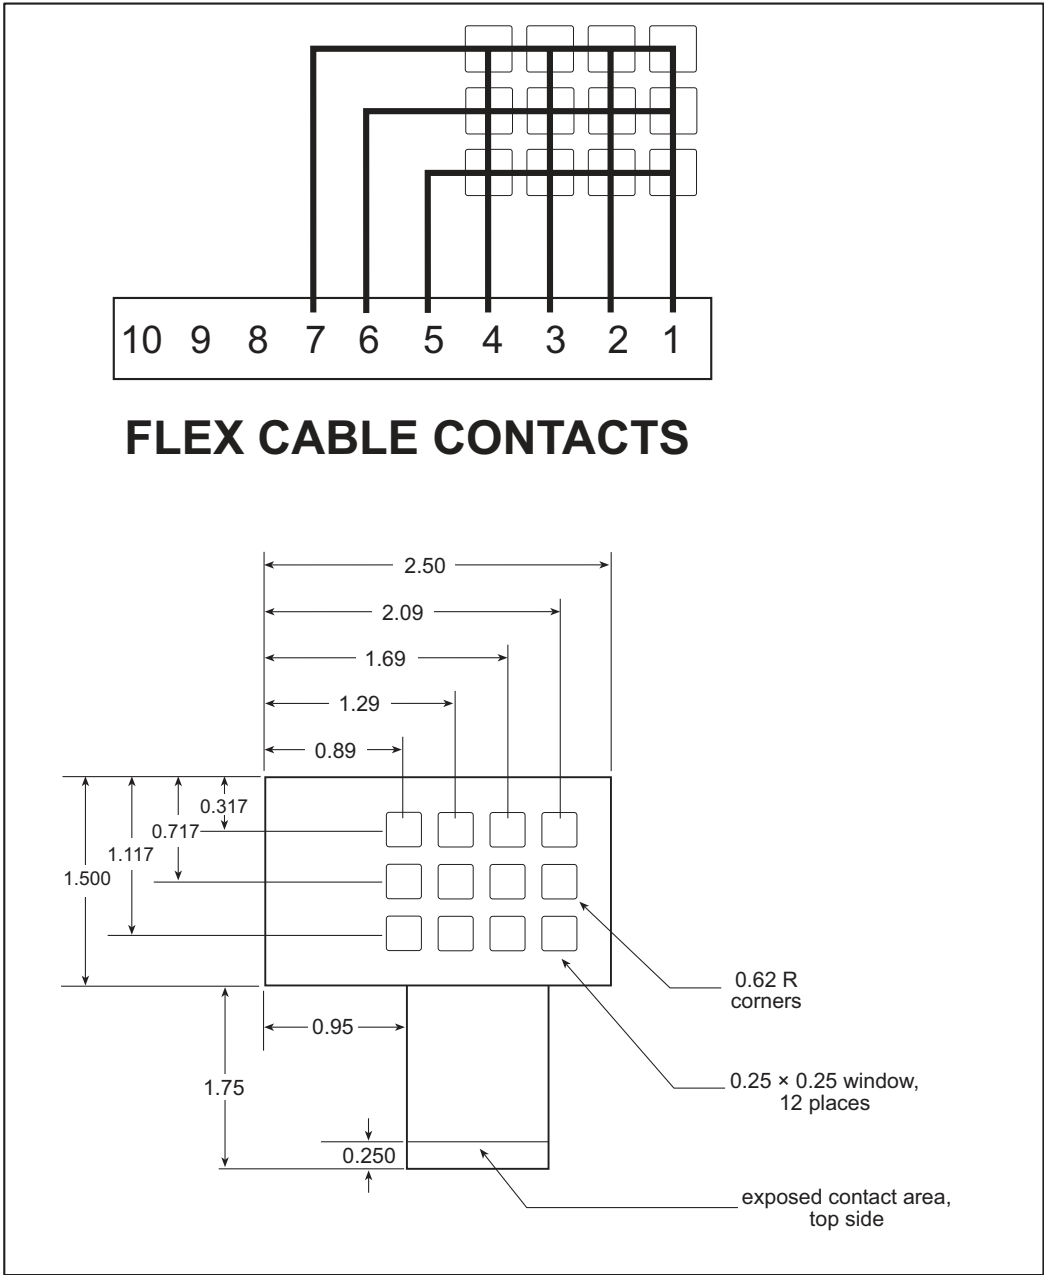 10 9 8 7 6 5 4 3 2 1
FLEX CABLE CONTACTS
2.50
2.09
1.69
1.29
0.89
0.317
0.717
1.117
1.500
0.62 R
corners
0.95
1.75
0.25 × 0.25 window,
12 places
0.250
exposed contact area,
top side